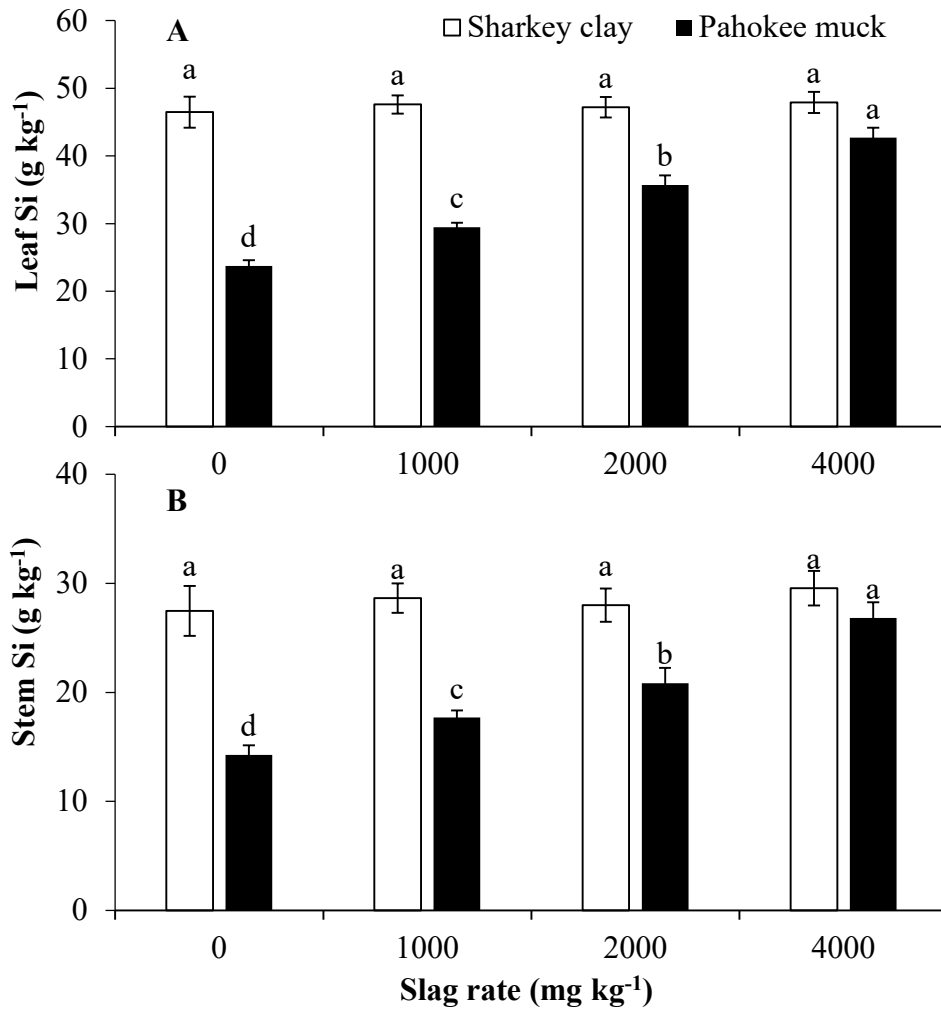 A
Sharkey clay Pahokee muck
Leaf Si (g kg⁻¹)
60
50
40
30
20
10
0
a a a a
d c b a
0 1000 2000 4000
B
Stem Si (g kg⁻¹)
40
30
20
10
0
a a a a
d c b a
0 1000 2000 4000
Slag rate (mg kg⁻¹)